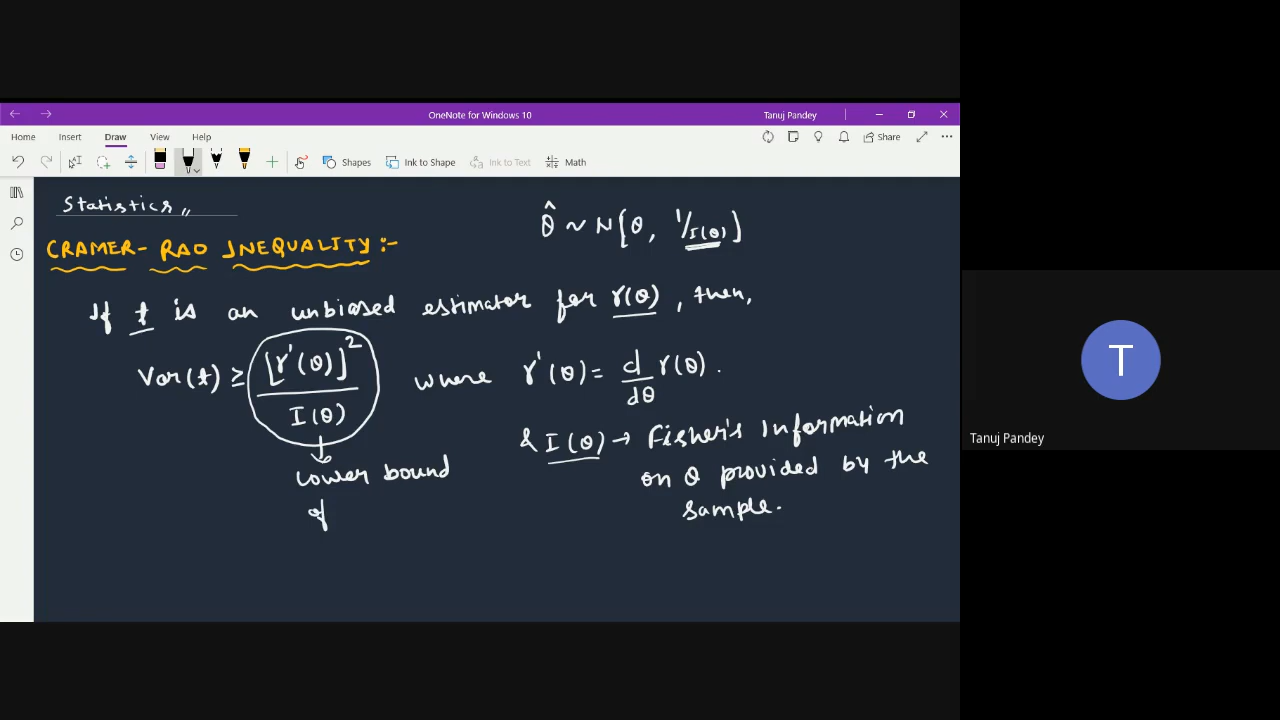 OneNote for Windows 10
Tanuj Pandey
Home Insert Draw View Help
Share
Shapes Ink to Shape Ink to Text Math
Statistics,,
θ̂ ~ N[θ, 1/I(θ)]
CRAMER-RAO INEQUALITY:-
If t is an unbiased estimator for r(θ), then,
Var(t) ≥ [r'(θ)]²/I(θ) where r'(θ) = d/dθ r(θ).
& I(θ) → Fisher's Information
on θ provided by the
sample.
Lower bound
of
T
Tanuj Pandey